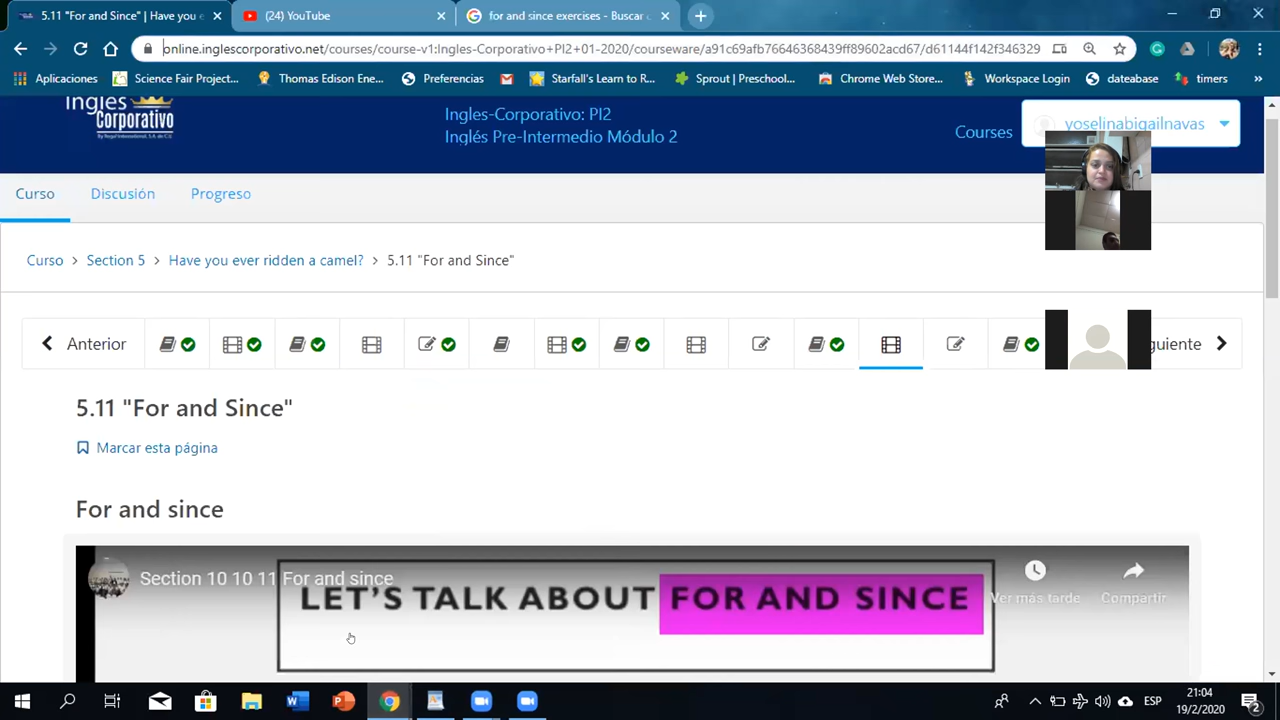 5.11 "For and Since" | Have you e
(24) YouTube
for and since exercises - Buscar c
online.inglescorporativo.net/courses/course-v1:Ingles-Corporativo+PI2+01-2020/courseware/a91c69afb76646368439ff89602acd67/d61144f142f346329
Aplicaciones
Science Fair Project...
Thomas Edison Ene...
Preferencias
Starfall's Learn to R...
Sprout | Preschool...
Chrome Web Store...
Workspace Login
dateabase
timers
»
Ingles
Corporativo
Ingles-Corporativo: PI2
Inglés Pre-Intermedio Módulo 2
Courses
yoselinabigailnavas
Curso
Discusión
Progreso
Curso > Section 5 > Have you ever ridden a camel? > 5.11 "For and Since"
Anterior
guiente
5.11 "For and Since"
Marcar esta página
For and since
Section 10 10 11 For and since
LET'S TALK ABOUT FOR AND SINCE
Ver más tarde
Compartir
ESP
21:04
19/2/2020
2